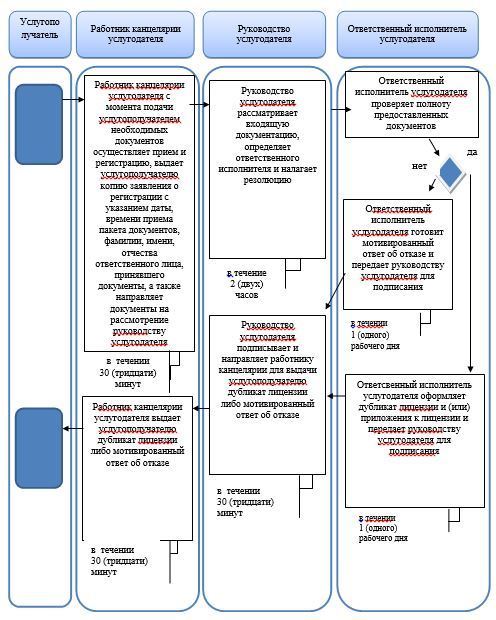 Услугопо
лучатель
Работник канцелярии
услугодателя
Руководство
услугодателя
Ответственный исполнитель
услугодателя
Работник канцелярии
услугодателя с
момента подачи
услугополучателем
необходимых
документов
осуществляет прием и
регистрацию, выдает
услугополучателю
копию заявления о
регистрации с
указанием даты,
времени приема
пакета документов,
фамилии, имени,
отчества
ответственного лица,
принявшего
документы, а также
направляет
документы на
рассмотрение
руководству
услугодателя
в течении
30 (тридцати)
минут
Руководство
услугодателя
рассматривает
входящую
документацию,
определяет
ответственного
исполнителя и налагает
резолюцию
в течение
2 (двух)
часов
Ответственный
исполнитель услугодателя
проверяет полноту
предоставленных
документов
да
нет
Ответственный
исполнитель
услугодателя готовит
мотивированный
ответ об отказе и
передает руководству
услугодателя для
подписания
в течении
1 (одного)
рабочего дня
Руководство
услугодателя
подписывает и
направляет работнику
канцелярии для выдачи
услугополучателю
дубликат лицензии
либо мотивированный
ответ об отказе
в течении
30 (тридцати)
минут
Ответсвенный исполнитель
услугодателя оформляет
дубликат лицензии и (или)
приложения к лицензии и
передает руководству
услугодателя для
подписания
в течении
1 (одного)
рабочего дня
Работник канцелярии
услугодателя выдает
услугополучателю
дубликат лицензии
либо мотивированный
ответ об отказе
в течении
30 (тридцати)
минут